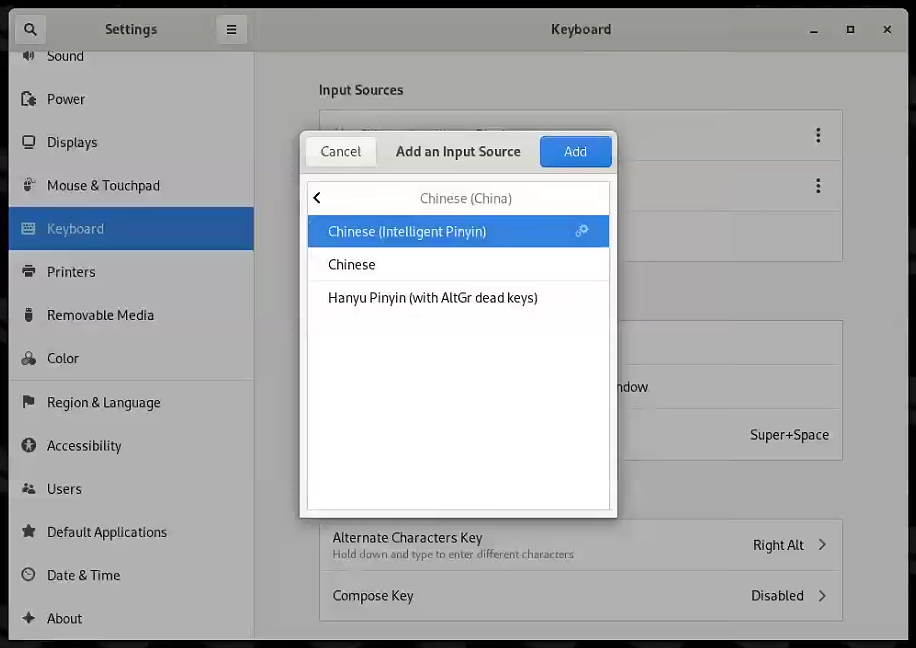 Settings
Keyboard
Sound
Power
Displays
Mouse & Touchpad
Keyboard
Printers
Removable Media
Color
Region & Language
Accessibility
Users
Default Applications
Date & Time
About
Input Sources
Cancel
Add an Input Source
Add
Chinese (China)
Chinese (Intelligent Pinyin)
Chinese
Hanyu Pinyin (with AltGr dead keys)
ndow
Super+Space
Alternate Characters Key
Right Alt
Hold down and type to enter different characters
Compose Key
Disabled